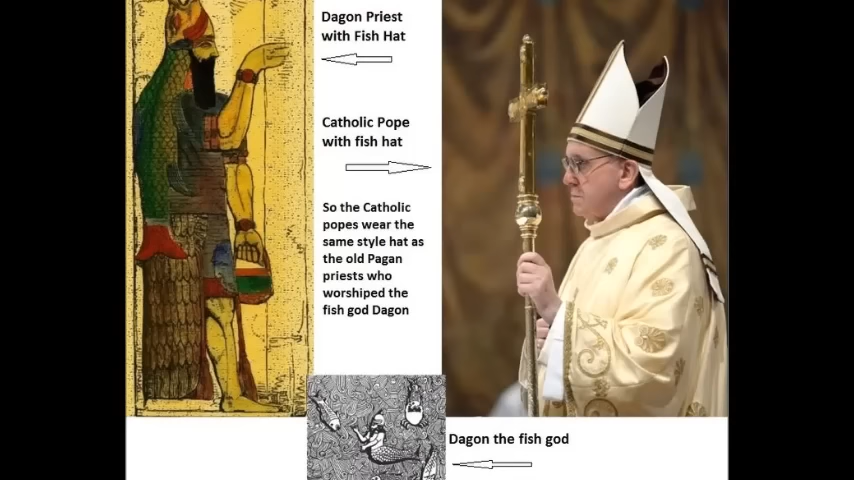 Dagon Priest
with Fish Hat
Catholic Pope
with fish hat
So the Catholic
popes wear the
same style hat as
the old Pagan
priests who
worshiped the
fish god Dagon
Dagon the fish god